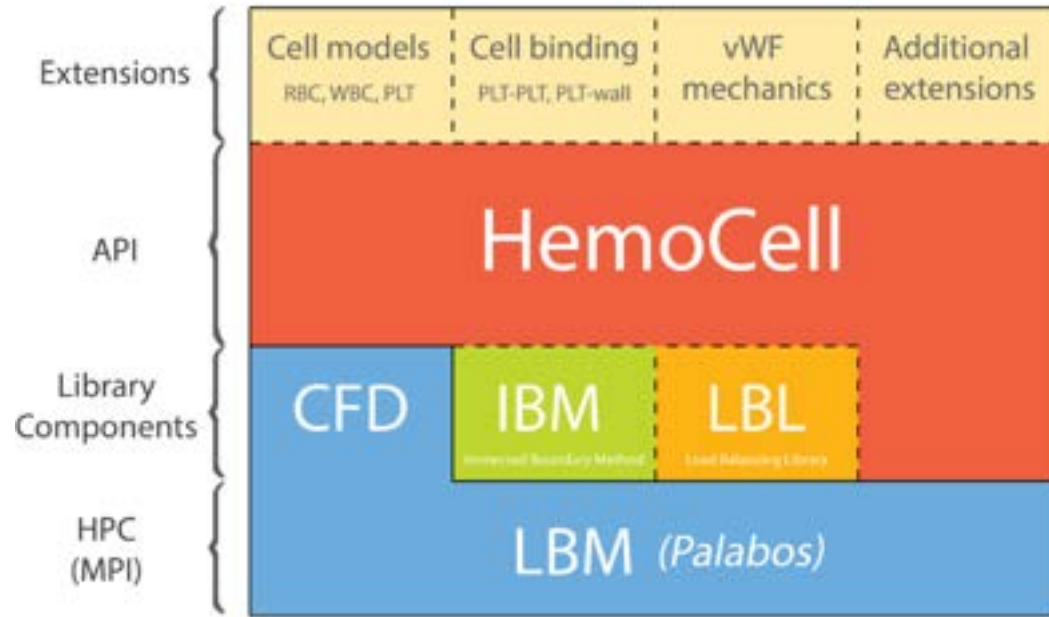 Extensions
Cell models
RBC, WBC, PLT
Cell binding
PLT-PLT, PLT-wall
vWF
mechanics
Additional
extensions
API
HemoCell
Library
Components
CFD
IBM
Immersed Boundary Method
LBL
Load Balancing Library
HPC
(MPI)
LBM (Palabos)